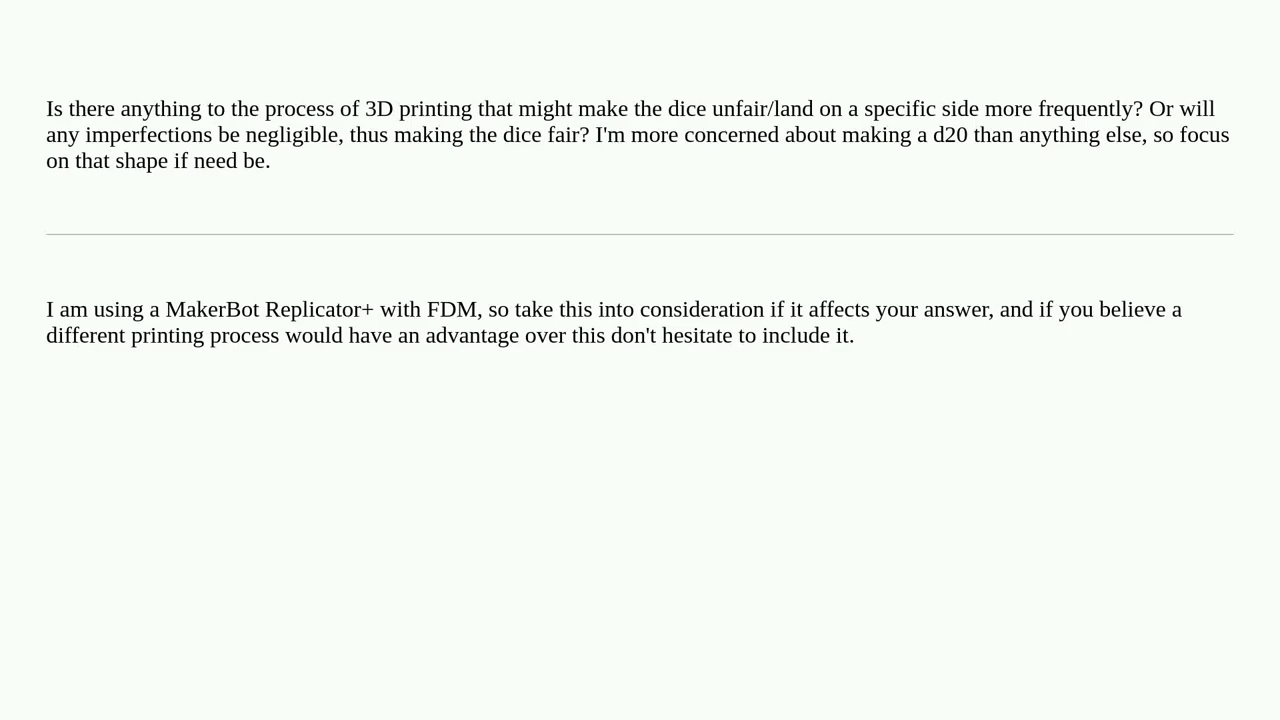 Is there anything to the process of 3D printing that might make the dice unfair/land on a specific side more frequently? Or will
any imperfections be negligible, thus making the dice fair? I'm more concerned about making a d20 than anything else, so focus
on that shape if need be.
I am using a MakerBot Replicator+ with FDM, so take this into consideration if it affects your answer, and if you believe a
different printing process would have an advantage over this don't hesitate to include it.